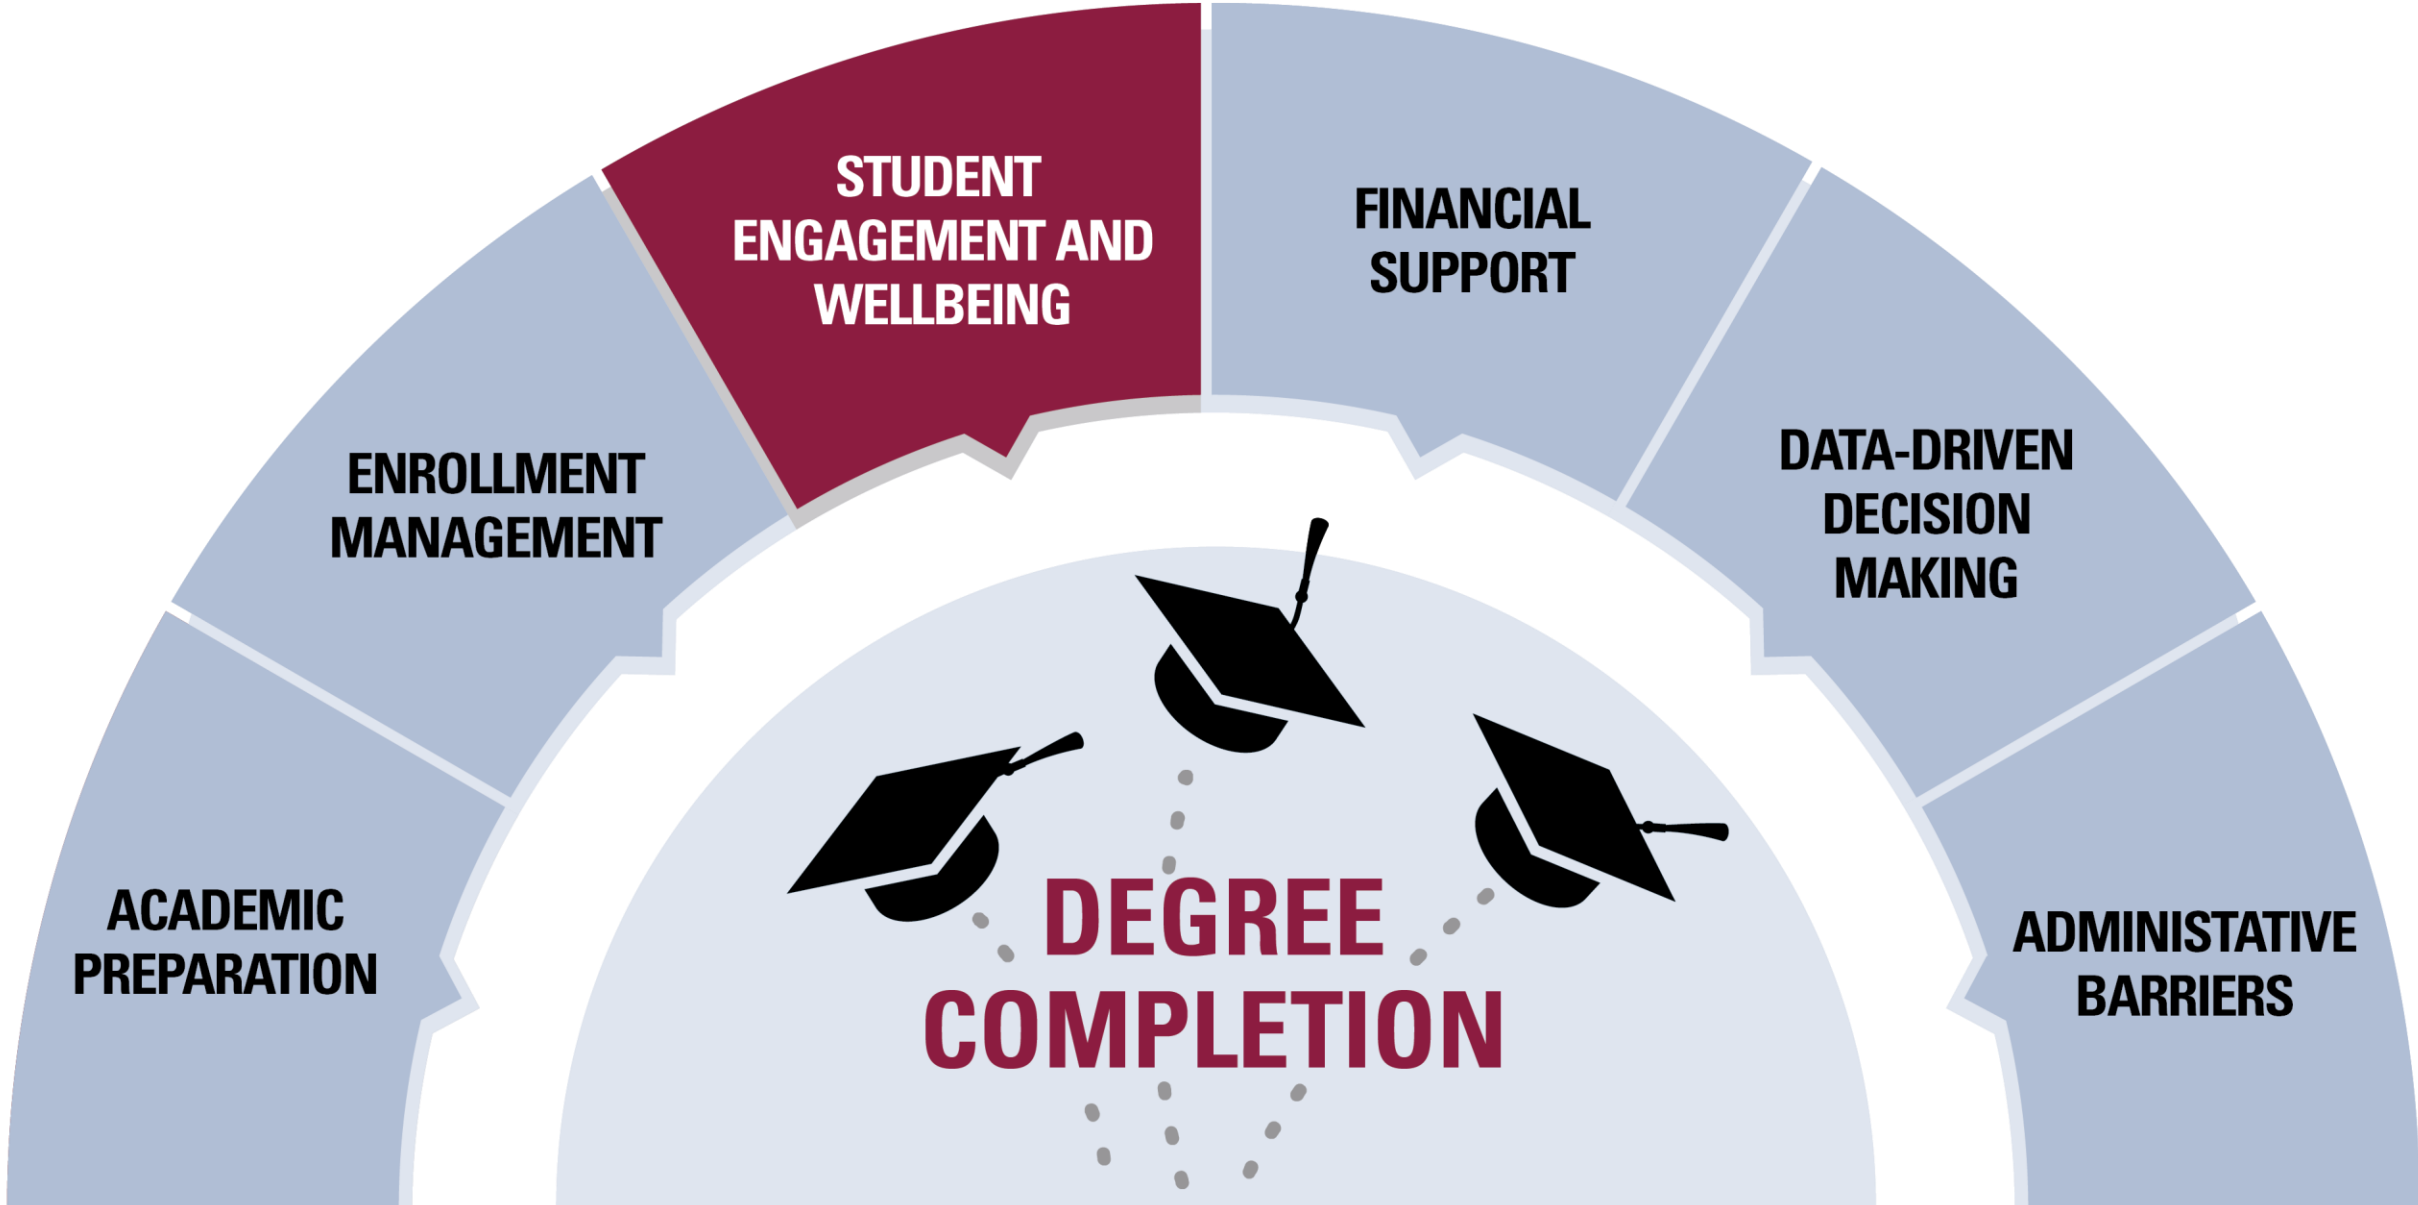 STUDENT
ENGAGEMENT AND
WELLBEING
FINANCIAL
SUPPORT
ENROLLMENT
MANAGEMENT
DATA-DRIVEN
DECISION
MAKING
ACADEMIC
PREPARATION
ADMINISTATIVE
BARRIERS
DEGREE
COMPLETION